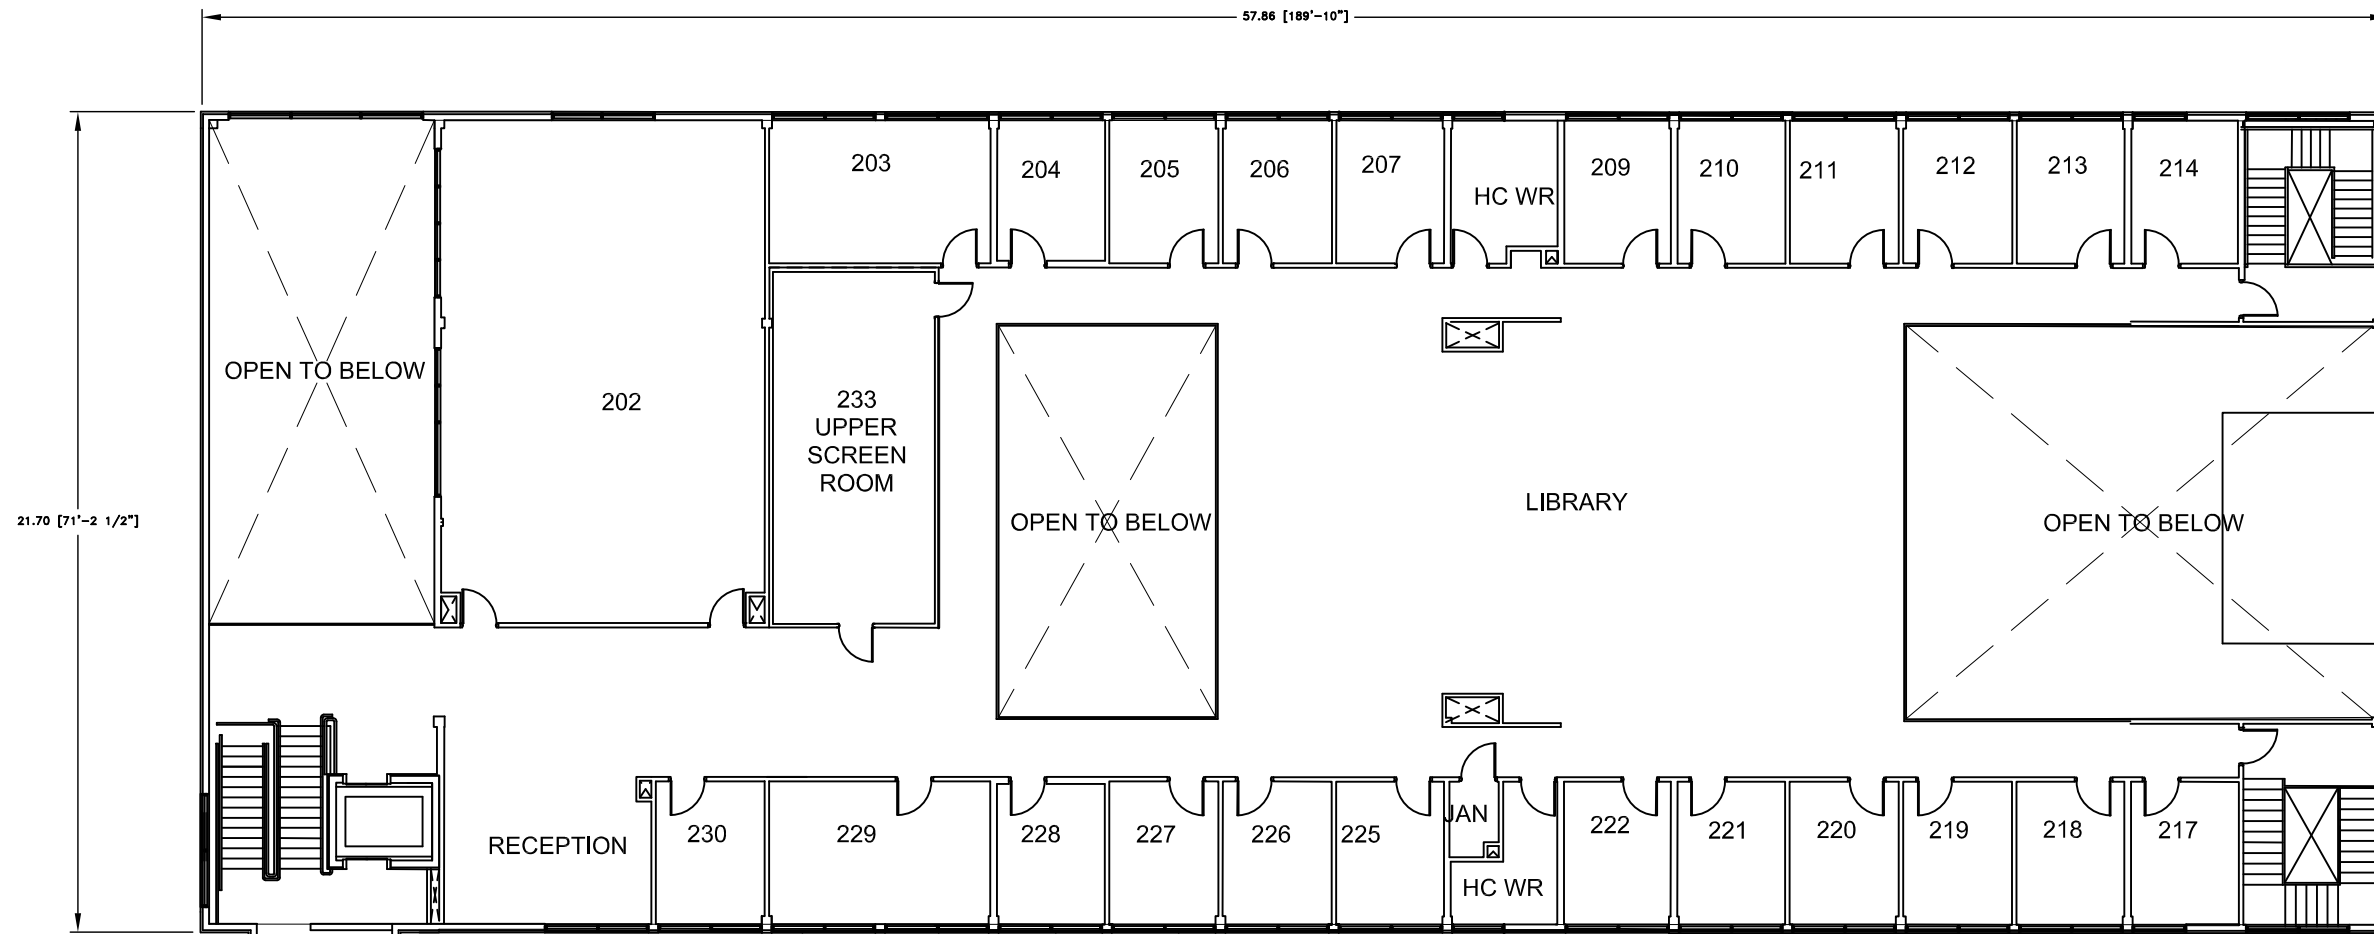 57.86 [189'-10"]
203
204
205
206
207
HC WR
209
210
211
212
213
214
OPEN TO BELOW
202
233
UPPER
SCREEN
ROOM
LIBRARY
21.70 [71'-2 1/2"]
OPEN TO BELOW
OPEN TO BELOW
RECEPTION
230
229
228
227
226
225
JAN
HC WR
222
221
220
219
218
217